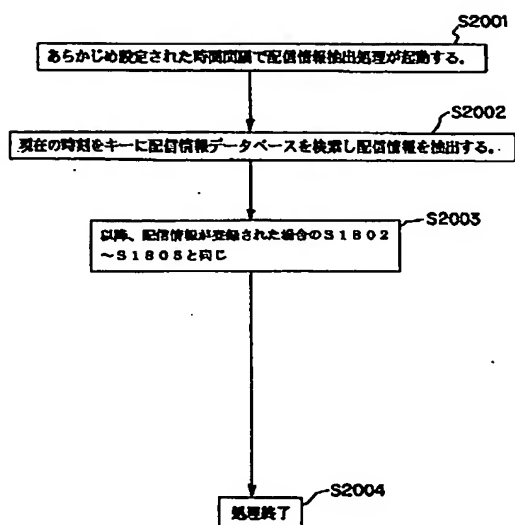 S2001
あらかじめ設定された時間間隔で配信情報抽出処理が起動する。
S2002
現在の時刻をキーに配信情報データベースを検索し配信情報を抽出する。
S2003
以降、配信情報が登録された場合のS1802
～S1808と同じ
S2004
処理終了